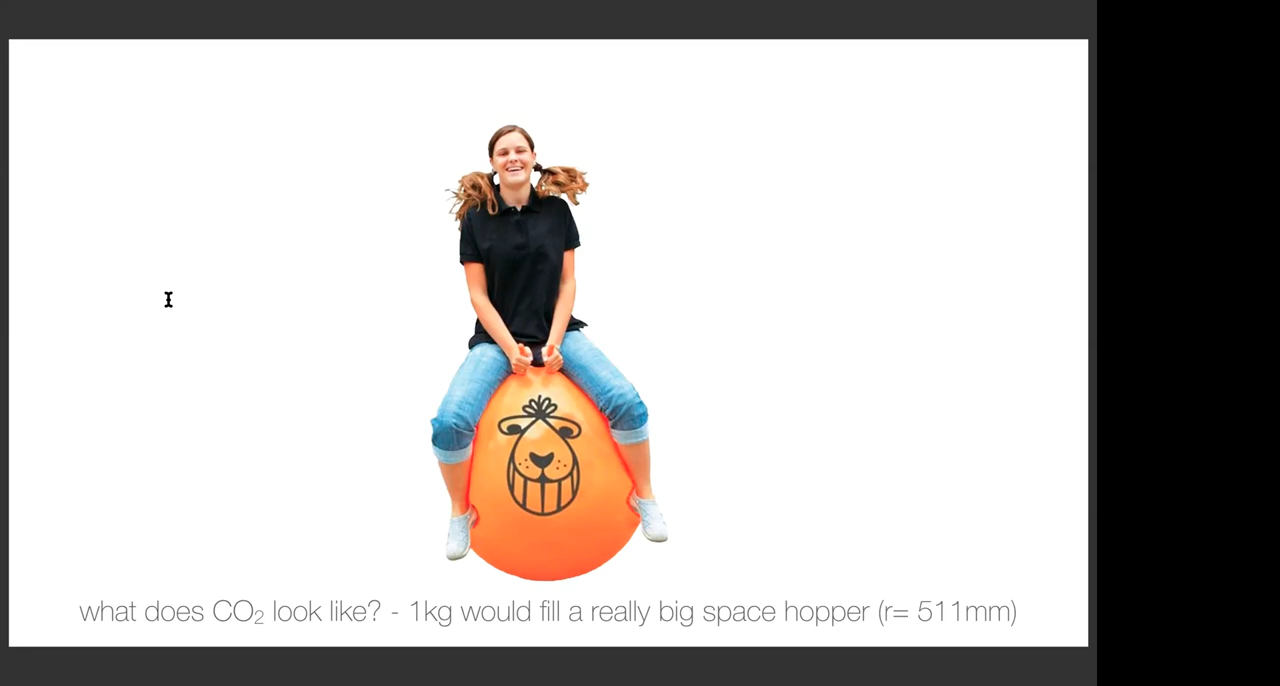 what does CO₂ look like? - 1kg would fill a really big space hopper (r= 511mm)